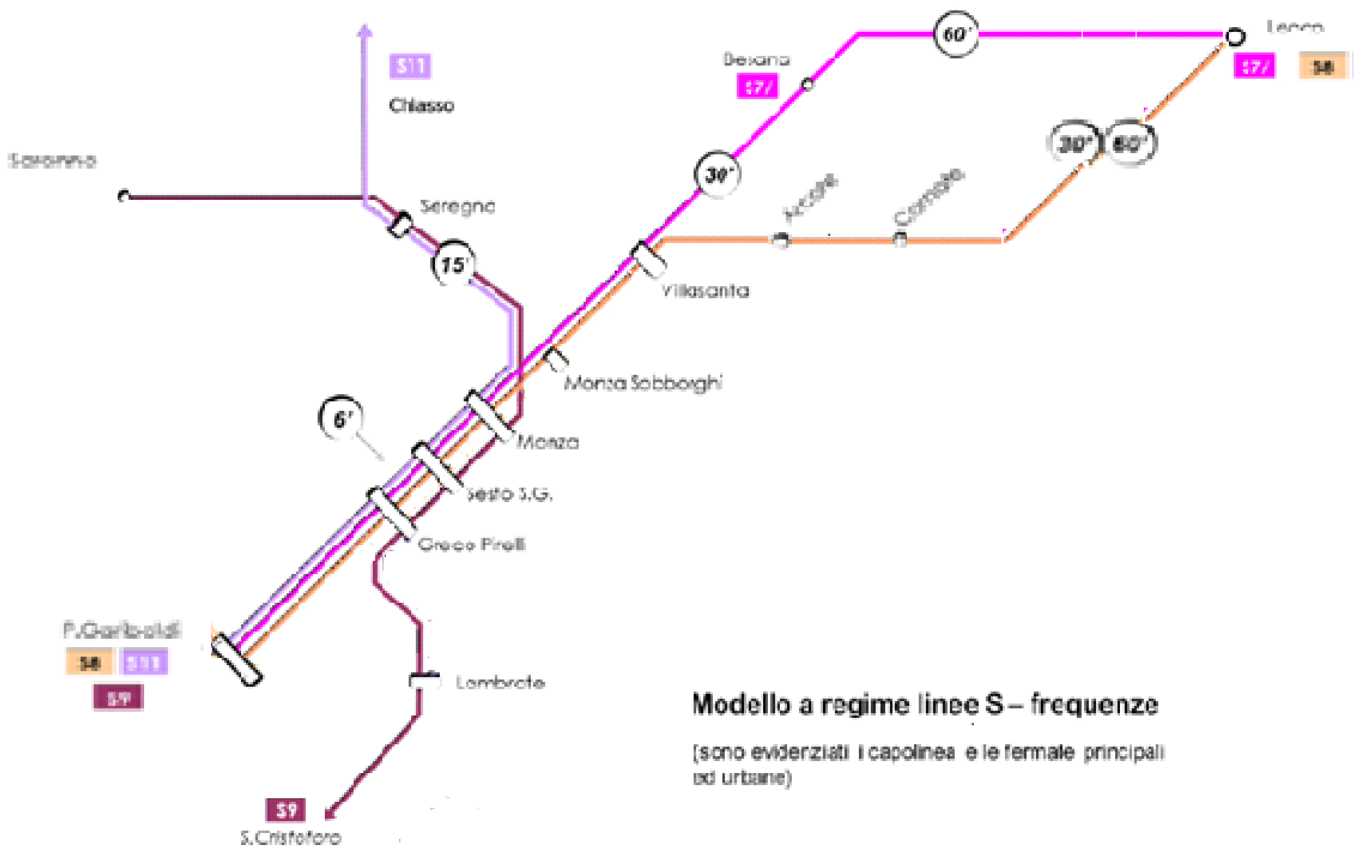 S11
Chiasso
Saronno
Seregno
15'
6'
Besana
S7
60'
Lecco
S7
S8
30'
30'
60'
Arcore
Carnate
Villasanta
Monza Sobborghi
Monza
Sesto S.G.
Greco Pirelli
P.Garibaldi
S8
S11
S9
Lambrate
S9
S.Cristoforo
Modello a regime linee S – frequenze
(sono evidenziati i capolinea e le fermate principali
ed urbane)